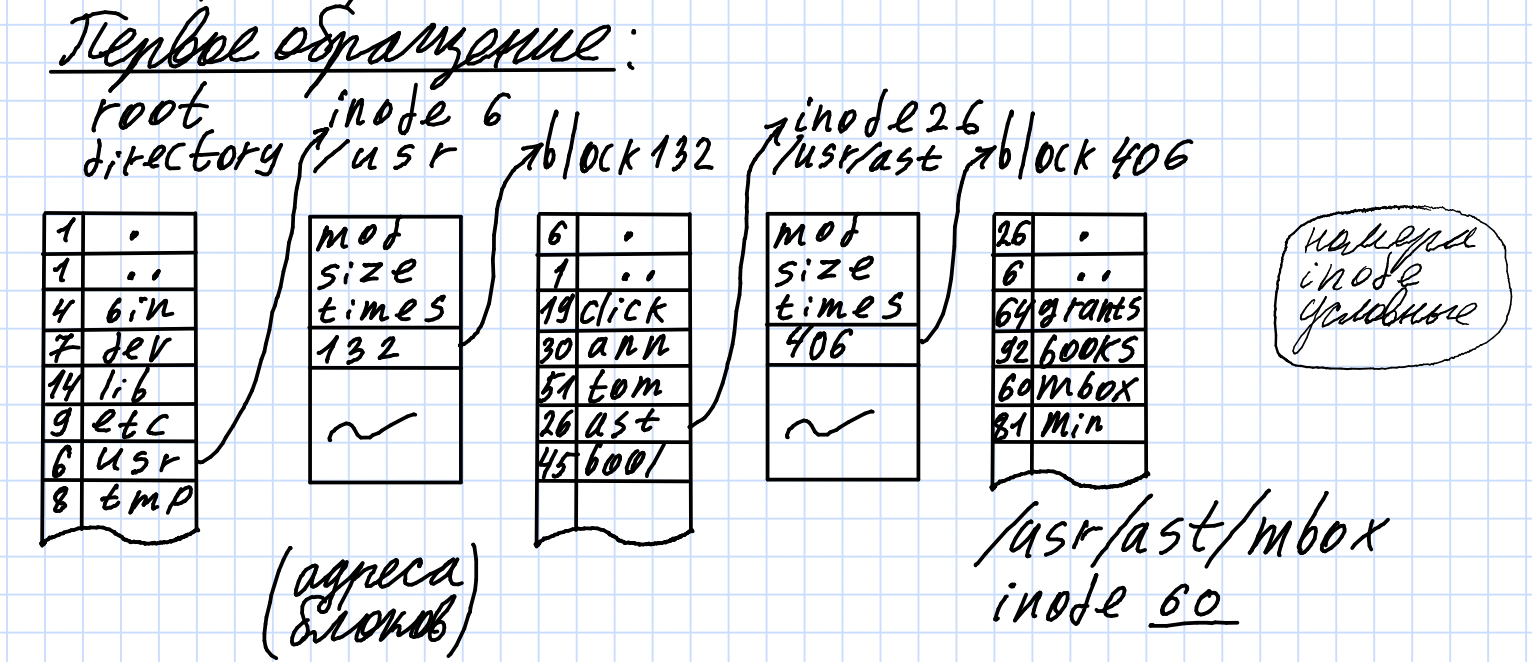 Первое обращение:
root directory
inode 6 /usr
block 132
inode 26 /usr/ast
block 406
1 .
1 ..
4 bin
7 dev
14 lib
9 etc
6 usr
8 tmp
mod
size
times
132
6 .
1 ..
19 click
30 ann
51 tom
26 ast
45 bool
mod
size
times
406
26 .
6 ..
64 grants
92 books
60 mbox
81 min
номера
inode
условные
(адреса
блоков)
/usr/ast/mbox
inode 60